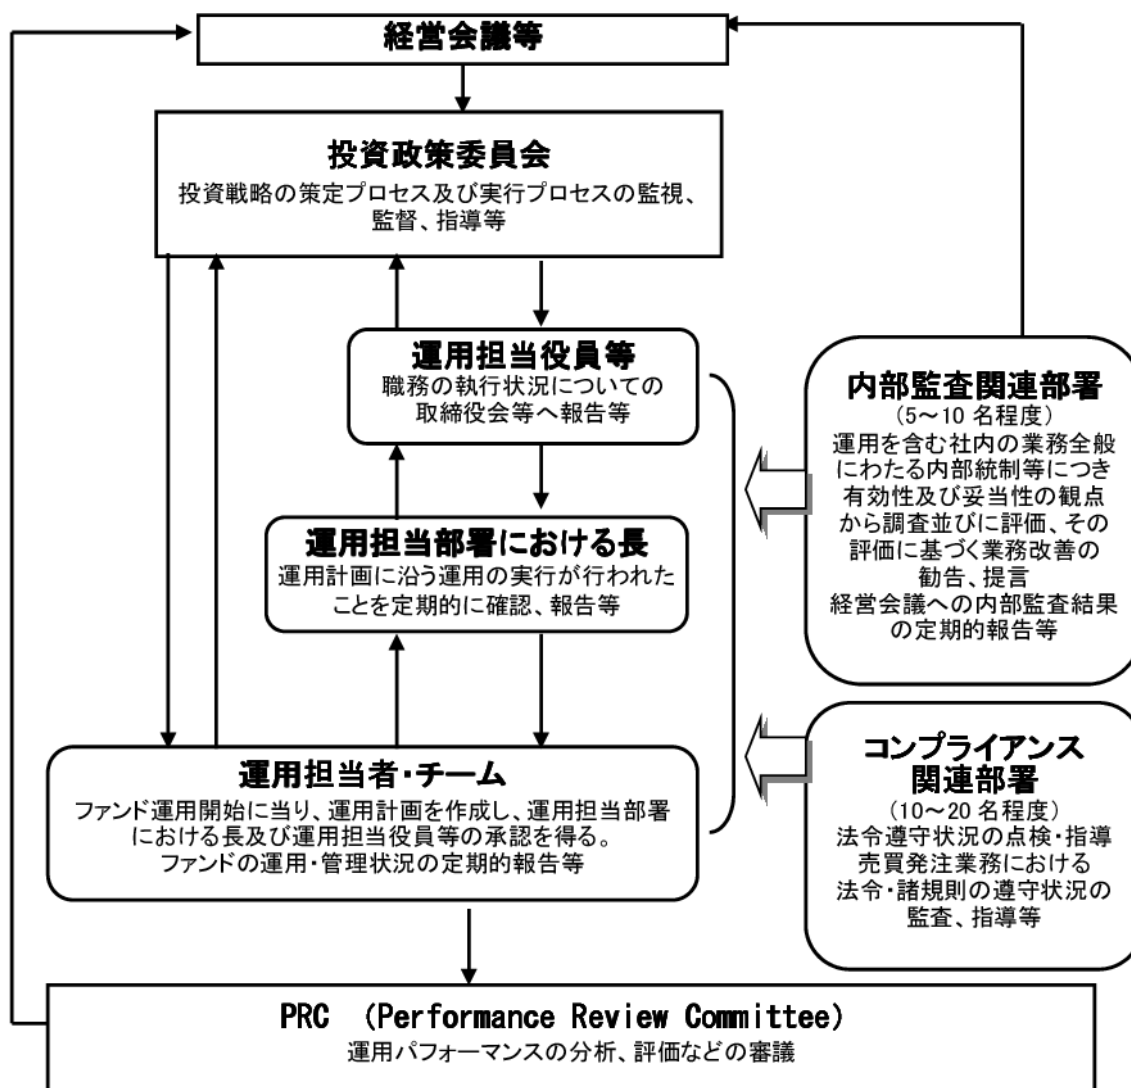 経営会議等
投資政策委員会
投資戦略の策定プロセス及び実行プロセスの監視、
監督、指導等
運用担当役員等
職務の執行状況についての
取締役会等へ報告等
運用担当部署における長
運用計画に沿う運用の実行が行われた
ことを定期的に確認、報告等
運用担当者・チーム
ファンド運用開始に当り、運用計画を作成し、運用担当部署
における長及び運用担当役員等の承認を得る。
ファンドの運用・管理状況の定期的報告等
内部監査関連部署
(5～10 名程度)
運用を含む社内の業務全般
にわたる内部統制等につき
有効性及び妥当性の観点
から調査並びに評価、その
評価に基づく業務改善の
勧告、提言
経営会議への内部監査結果
の定期的報告等
コンプライアンス
関連部署
(10～20 名程度)
法令遵守状況の点検・指導
売買発注業務における
法令・諸規則の遵守状況の
監査、指導等
PRC (Performance Review Committee)
運用パフォーマンスの分析、評価などの審議